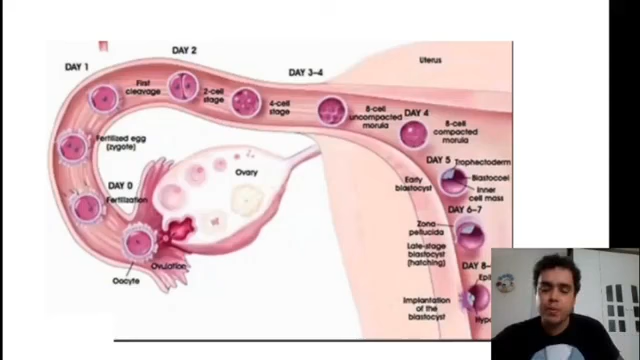 DAY 2
DAY 1
DAY 3–4
Uterus
First
cleavage
2-cell
stage
4-cell
stage
8-cell
uncompacted
morula
DAY 4
8-cell
compacted
morula
Fertilized egg
(zygote)
DAY 0
Fertilization
Ovary
Oocyte
Ovulation
DAY 5
Trophectoderm
Early
blastocyst
Blastocoel
Inner
cell mass
DAY 6–7
Zona
pellucida
Late-stage
blastocyst
(hatching)
DAY 8–
Implantation
of the
blastocyst